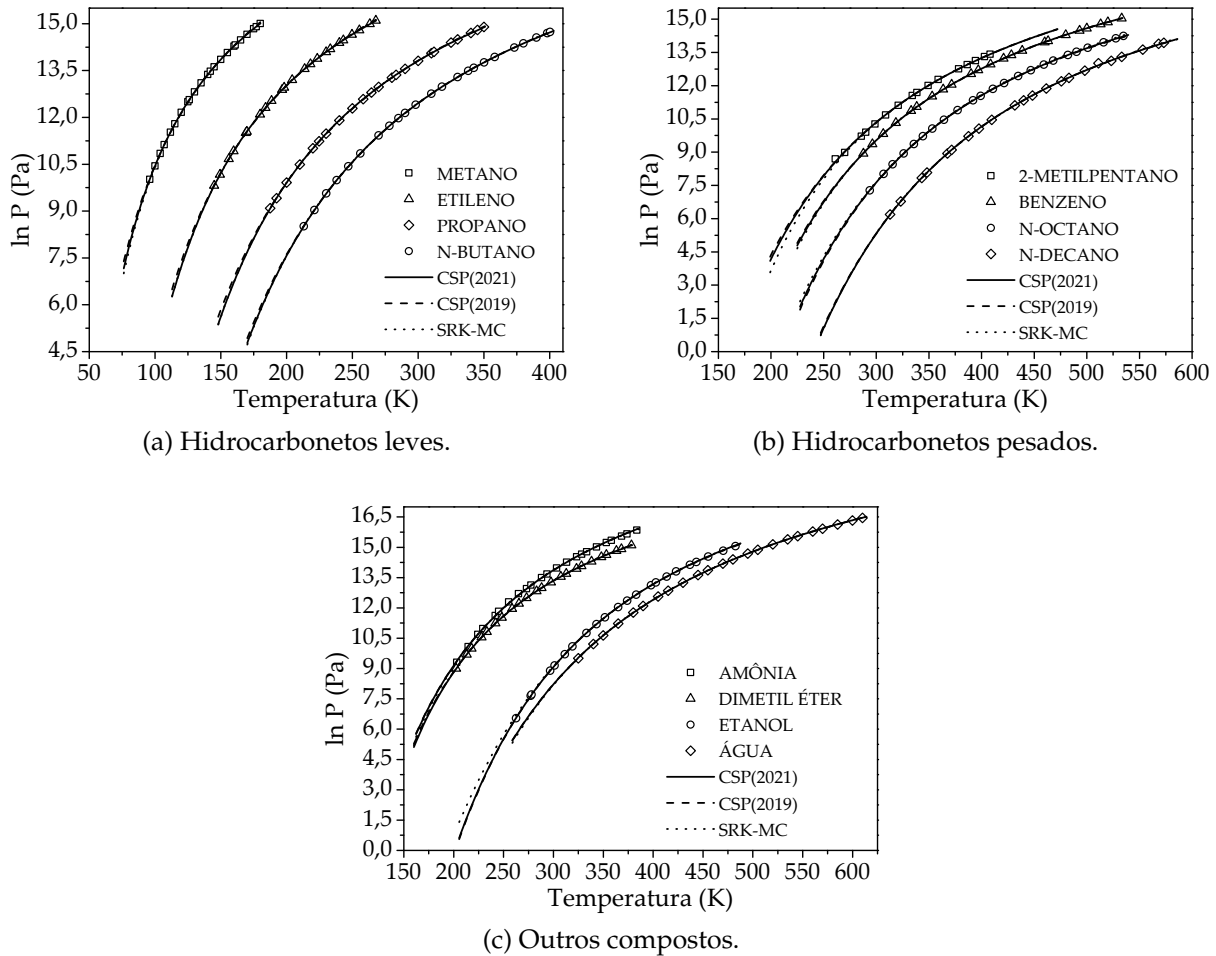 15,0
13,5
12,0
10,5
9,0
7,5
6,0
4,5
ln P (Pa)
METANO
ETILENO
PROPANO
N-BUTANO
CSP(2021)
CSP(2019)
SRK-MC
50 100 150 200 250 300 350 400
Temperatura (K)
(a) Hidrocarbonetos leves.
15,0
13,5
12,0
10,5
9,0
7,5
6,0
4,5
3,0
1,5
0,0
ln P (Pa)
2-METILPENTANO
BENZENO
N-OCTANO
N-DECANO
CSP(2021)
CSP(2019)
SRK-MC
150 200 250 300 350 400 450 500 550 600
Temperatura (K)
(b) Hidrocarbonetos pesados.
16,5
15,0
13,5
12,0
10,5
9,0
7,5
6,0
4,5
3,0
1,5
0,0
ln P (Pa)
AMÔNIA
DIMETIL ÉTER
ETANOL
ÁGUA
CSP(2021)
CSP(2019)
SRK-MC
150 200 250 300 350 400 450 500 550 600
Temperatura (K)
(c) Outros compostos.